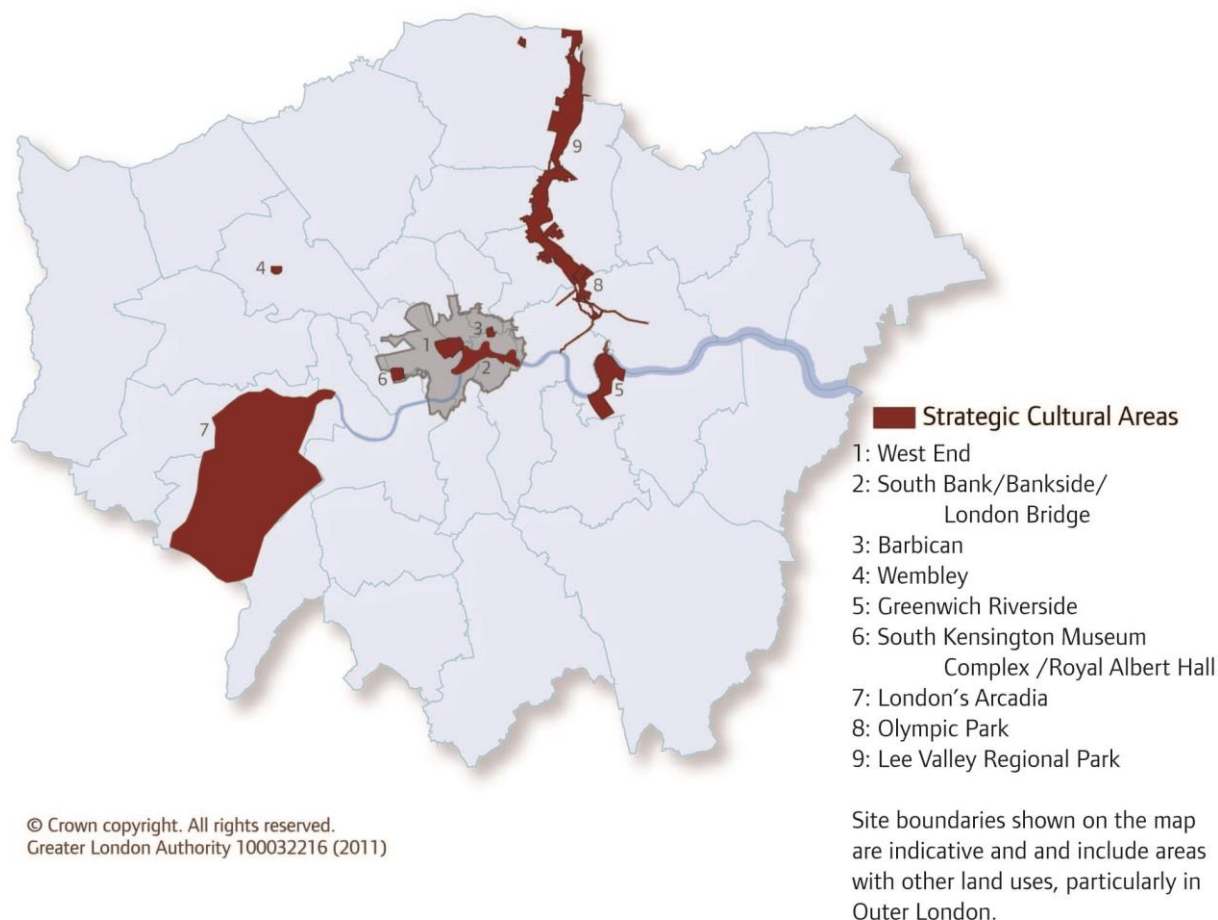 9
4
8
3
1
2
6
5
7
Strategic Cultural Areas
1: West End
2: South Bank/Bankside/
London Bridge
3: Barbican
4: Wembley
5: Greenwich Riverside
6: South Kensington Museum
Complex /Royal Albert Hall
7: London's Arcadia
8: Olympic Park
9: Lee Valley Regional Park
Site boundaries shown on the map
are indicative and and include areas
with other land uses, particularly in
Outer London.
© Crown copyright. All rights reserved.
Greater London Authority 100032216 (2011)